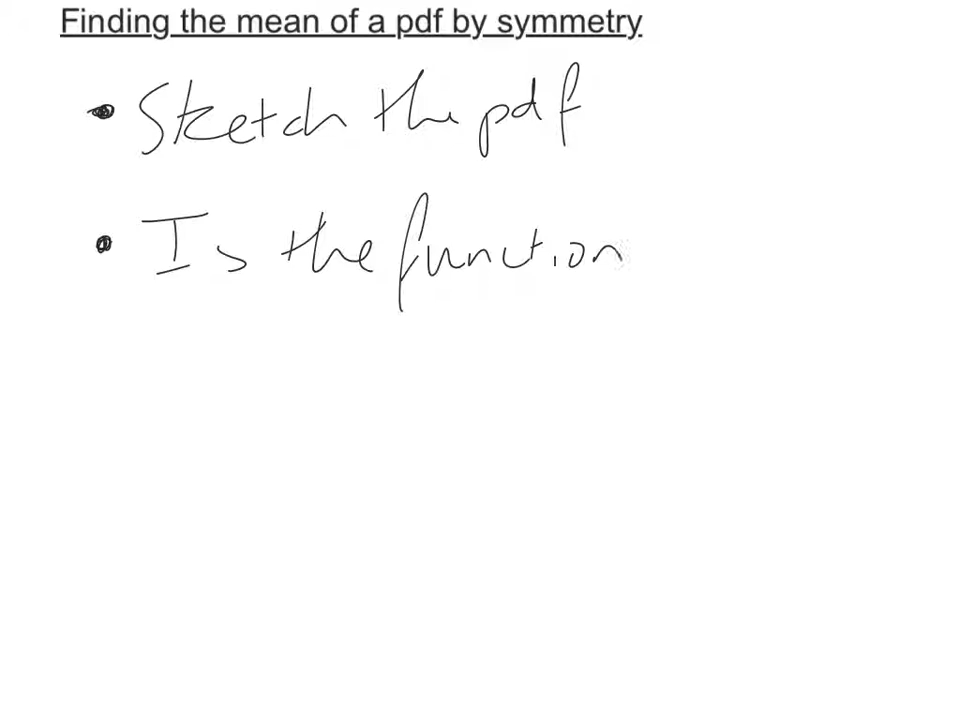 Finding the mean of a pdf by symmetry
• Sketch the pdf
• Is the function